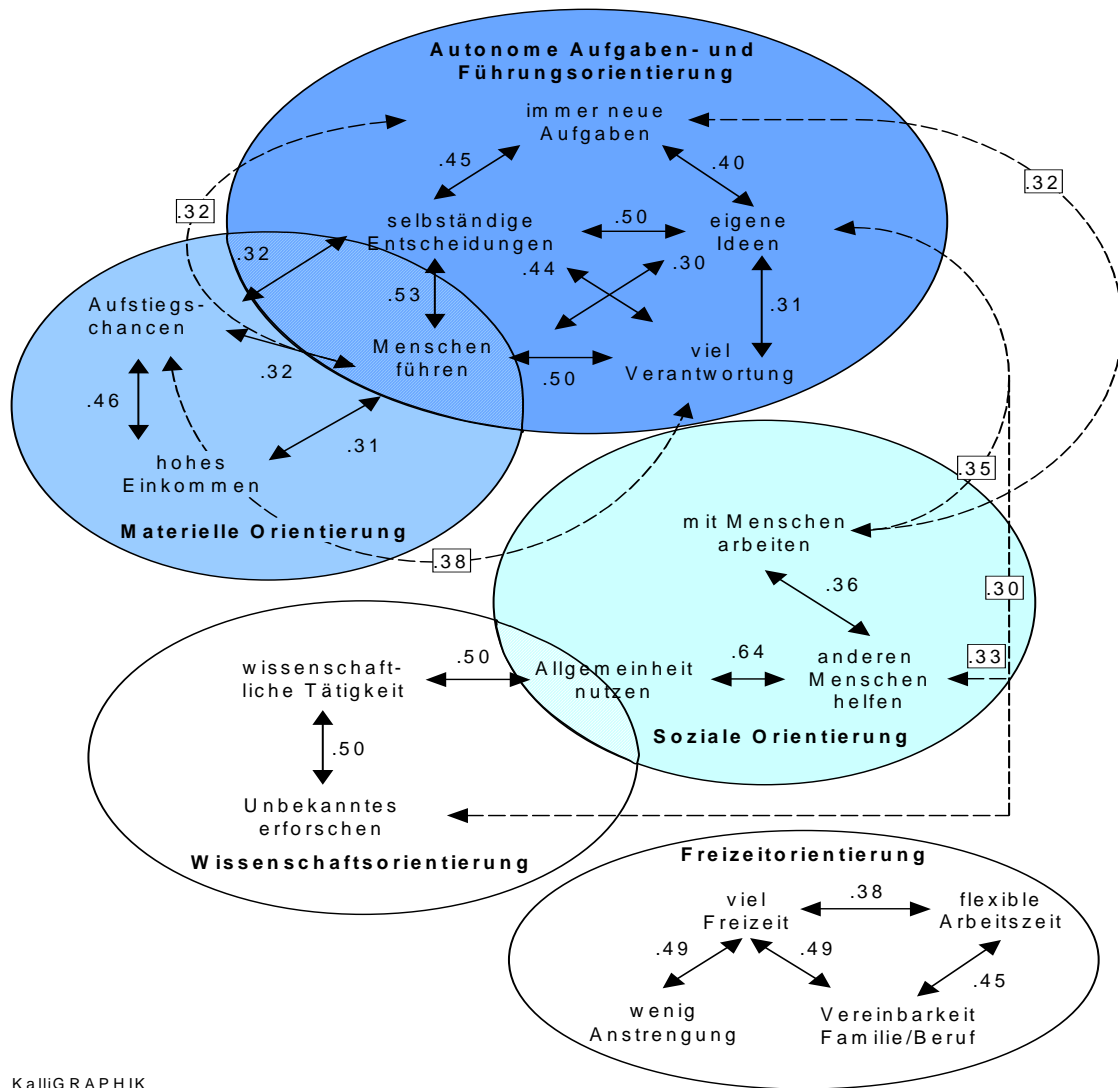 Autonome Aufgaben- und
Führungsorientierung
immer neue
Aufgaben
.45
.40
.32
.32
selbständige
Entscheidungen
.50
eigene
Ideen
.32
.44
.30
.53
.31
Aufstiegs-
chancen
Menschen
führen
.50
viel
Verantwortung
.32
.46
.31
hohes
Einkommen
Materielle Orientierung
.38
.35
mit Menschen
arbeiten
.36
.30
.33
wissenschaft-
liche Tätigkeit
.50
Allgemeinheit
nutzen
.64
anderen
Menschen
helfen
Soziale Orientierung
.50
Unbekanntes
erforschen
Wissenschaftsorientierung
Freizeitorientierung
viel
Freizeit
.38
flexible
Arbeitszeit
.49
.49
.45
wenig
Anstrengung
Vereinbarkeit
Familie/Beruf
KalliGRAPHIK